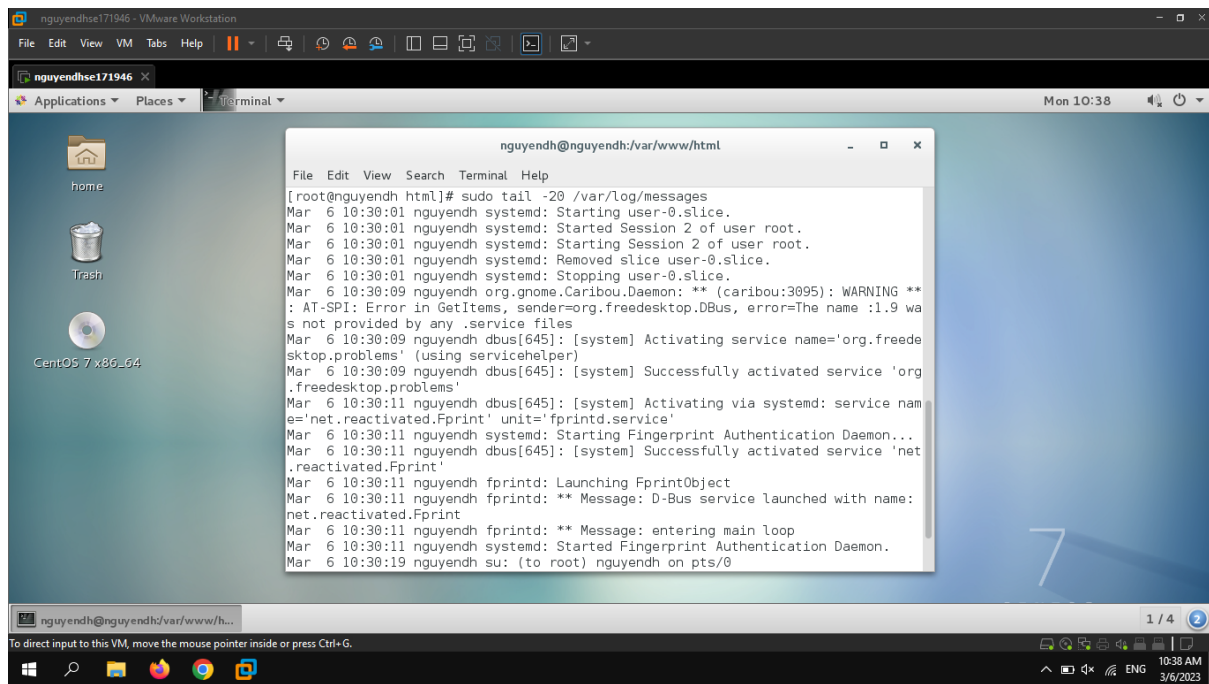 nguyendhse171946 - VMware Workstation
File Edit View VM Tabs Help
nguyendhse171946
Applications Places Terminal Mon 10:38
home
Trash
CentOS 7 x86_64
nguyendh@nguyendh:/var/www/html
File Edit View Search Terminal Help
[root@nguyendh html]# sudo tail -20 /var/log/messages
Mar  6 10:30:01 nguyendh systemd: Starting user-0.slice.
Mar  6 10:30:01 nguyendh systemd: Started Session 2 of user root.
Mar  6 10:30:01 nguyendh systemd: Starting Session 2 of user root.
Mar  6 10:30:01 nguyendh systemd: Removed slice user-0.slice.
Mar  6 10:30:01 nguyendh systemd: Stopping user-0.slice.
Mar  6 10:30:09 nguyendh org.gnome.Caribou.Daemon: ** (caribou:3095): WARNING **
: AT-SPI: Error in GetItems, sender=org.freedesktop.DBus, error=The name :1.9 wa
s not provided by any .service files
Mar  6 10:30:09 nguyendh dbus[645]: [system] Activating service name='org.freede
sktop.problems' (using servicehelper)
Mar  6 10:30:09 nguyendh dbus[645]: [system] Successfully activated service 'org
.freedesktop.problems'
Mar  6 10:30:11 nguyendh dbus[645]: [system] Activating via systemd: service nam
e='net.reactivated.Fprint' unit='fprintd.service'
Mar  6 10:30:11 nguyendh systemd: Starting Fingerprint Authentication Daemon...
Mar  6 10:30:11 nguyendh dbus[645]: [system] Successfully activated service 'net
.reactivated.Fprint'
Mar  6 10:30:11 nguyendh fprintd: Launching FprintObject
Mar  6 10:30:11 nguyendh fprintd: ** Message: D-Bus service launched with name:
net.reactivated.Fprint
Mar  6 10:30:11 nguyendh fprintd: ** Message: entering main loop
Mar  6 10:30:11 nguyendh systemd: Started Fingerprint Authentication Daemon.
Mar  6 10:30:19 nguyendh su: (to root) nguyendh on pts/0
7
nguyendh@nguyendh:/var/www/h... 1 / 4 2
To direct input to this VM, move the mouse pointer inside or press Ctrl+G.
ENG 10:38 AM
3/6/2023